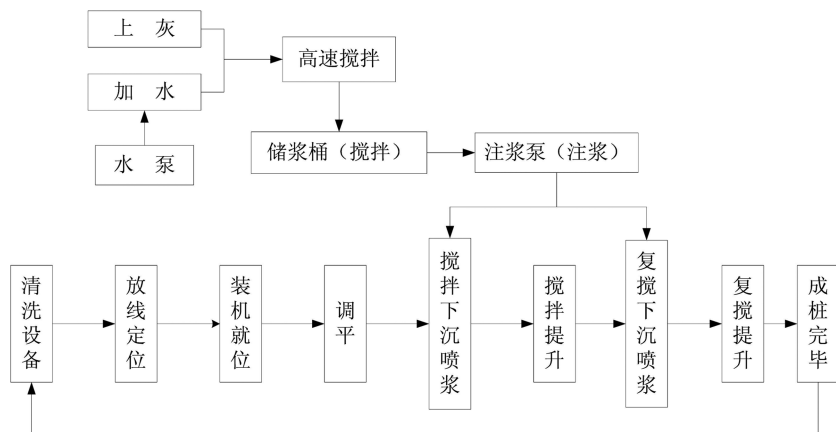 上 灰
高速搅拌
加 水
储浆桶（搅拌）
注浆泵（注浆）
水 泵
清洗设备
放线定位
装机就位
调平
搅拌下沉喷浆
搅拌提升
复搅下沉喷浆
复搅提升
成桩完毕